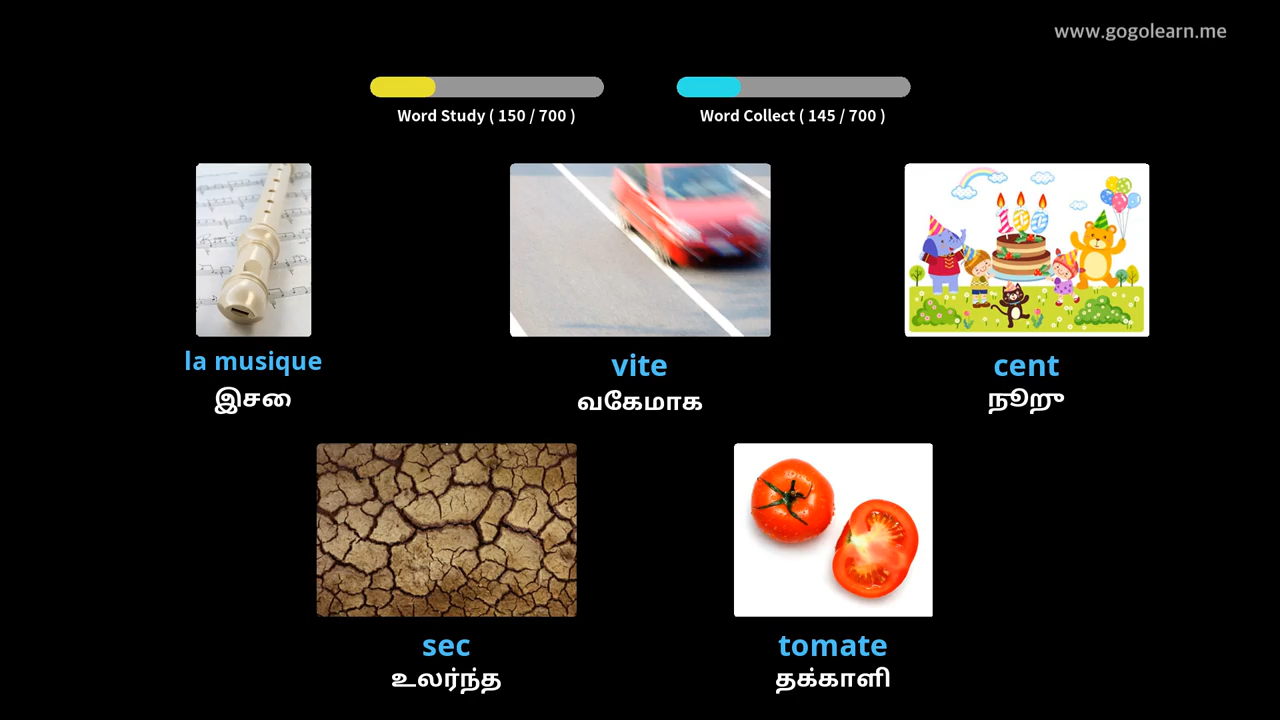 www.gogolearn.me
Word Study ( 150 / 700 )
Word Collect ( 145 / 700 )
la musique
இசை
vite
வேகமாக
cent
நூறு
sec
உலர்ந்த
tomate
தக்காளி